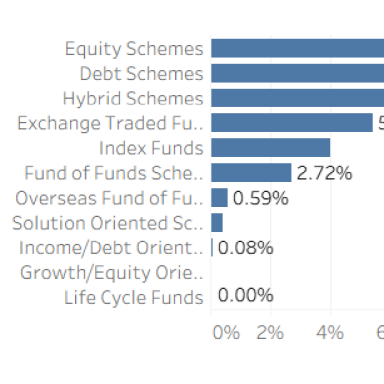 Equity Schemes
Debt Schemes
Hybrid Schemes
Exchange Traded Fu.. 5
Index Funds
Fund of Funds Sche.. 2.72%
Overseas Fund of Fu.. 0.59%
Solution Oriented Sc..
Income/Debt Orient.. 0.08%
Growth/Equity Orie..
Life Cycle Funds 0.00%
0% 2% 4% 6